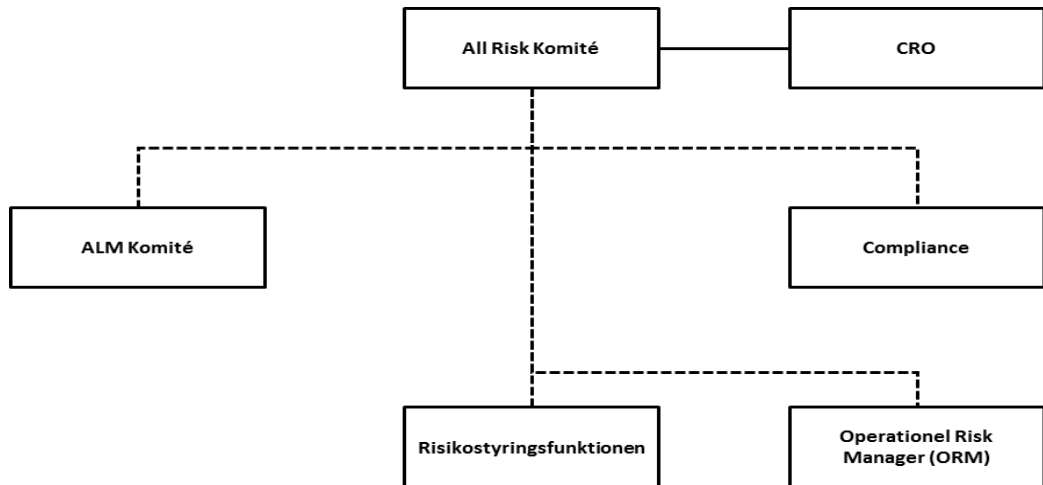 All Risk Komité
CRO
ALM Komité
Compliance
Risikostyringsfunktionen
Operationel Risk
Manager (ORM)